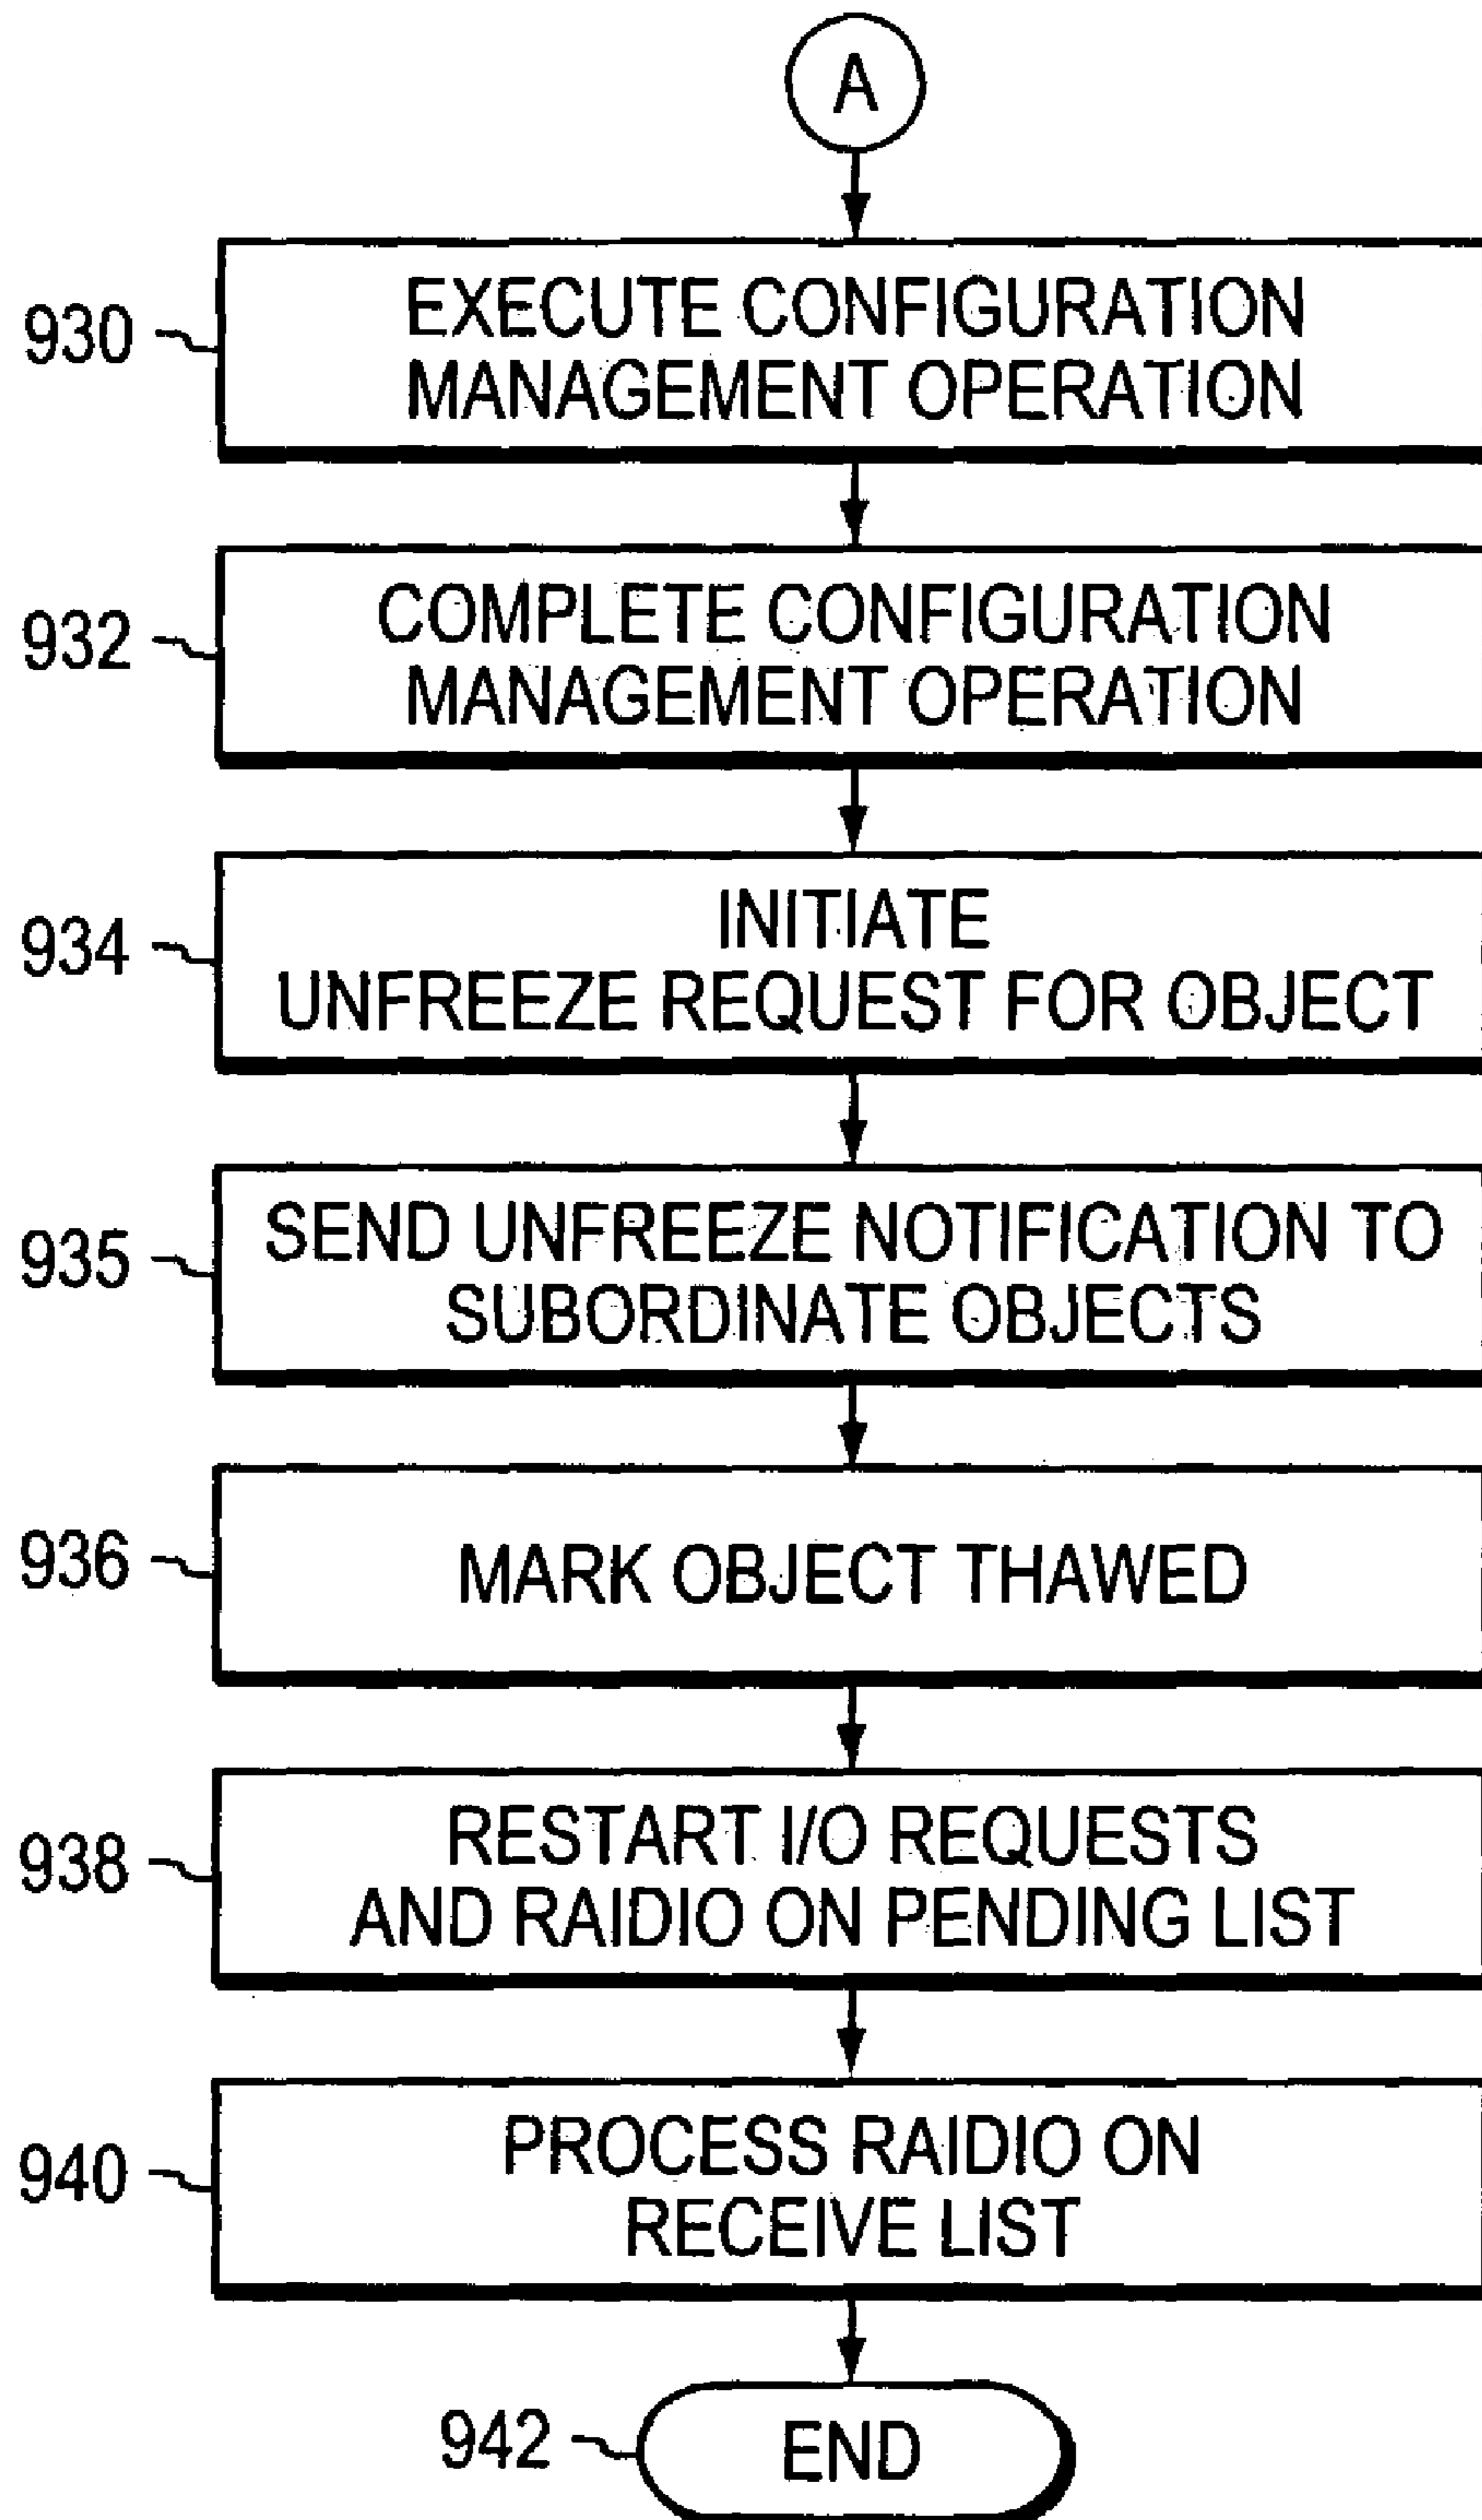 A
930
EXECUTE CONFIGURATION
MANAGEMENT OPERATION
932
COMPLETE CONFIGURATION
MANAGEMENT OPERATION
934
INITIATE
UNFREEZE REQUEST FOR OBJECT
935
SEND UNFREEZE NOTIFICATION TO
SUBORDINATE OBJECTS
936
MARK OBJECT THAWED
938
RESTART I/O REQUESTS
AND RAIDIO ON PENDING LIST
940
PROCESS RAIDIO ON
RECEIVE LIST
942
END